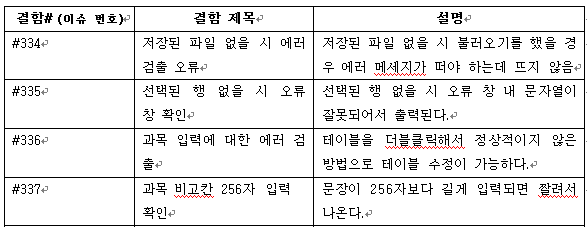 결함# (이슈 번호) 결함 제목 설명
#334 저장된 파일 없을 시 에러 저장된 파일 없을 시 불러오기를 했을 경
검출 오류 우 에러 메세지가 떠야 하는데 뜨지 않음
#335 선택된 행 없을 시 오류 선택된 행 없을 시 오류 창 내 문자열이
창 확인 잘못되어서 출력된다.
#336 과목 입력에 대한 에러 검 테이블을 더블클릭해서 정상적이지 않은
출 방법으로 테이블 수정이 가능하다.
#337 과목 비고칸 256자 입력 문장이 256자보다 길게 입력되면 짤려서
확인 나온다.